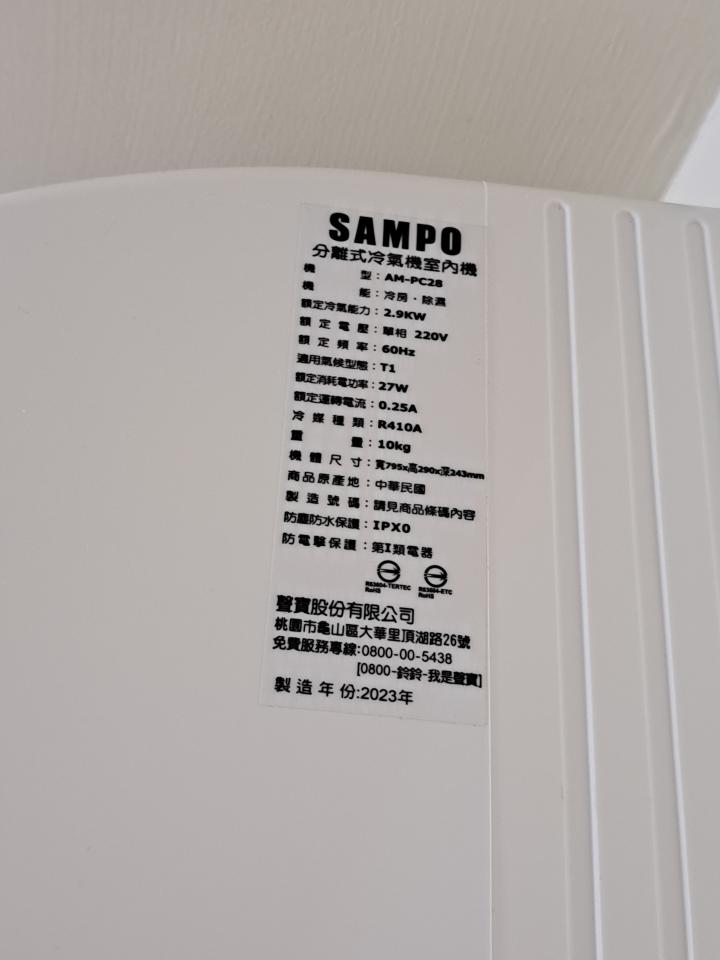 SAMPO
分離式冷氣機室內機
機型：AM-PC28
機能：冷房·除濕
額定冷氣能力：2.9KW
額定電壓：單相 220V
額定頻率：60Hz
適用氣候型態：T1
額定消耗電功率：27W
額定運轉電流：0.25A
冷媒種類：R410A
重量：10kg
機體尺寸：寬795x高290x深243mm
商品原產地：中華民國
製造號碼：請見商品條碼內容
防塵防水保護：IPX0
防電擊保護：第I類電器
R63604-TERTEC R63604-ETC
RoHS RoHS
聲寶股份有限公司
桃園市龜山區大華里頂湖路26號
免費服務專線:0800-00-5438
[0800-鈴鈴-我是聲寶]
製造年份:2023年